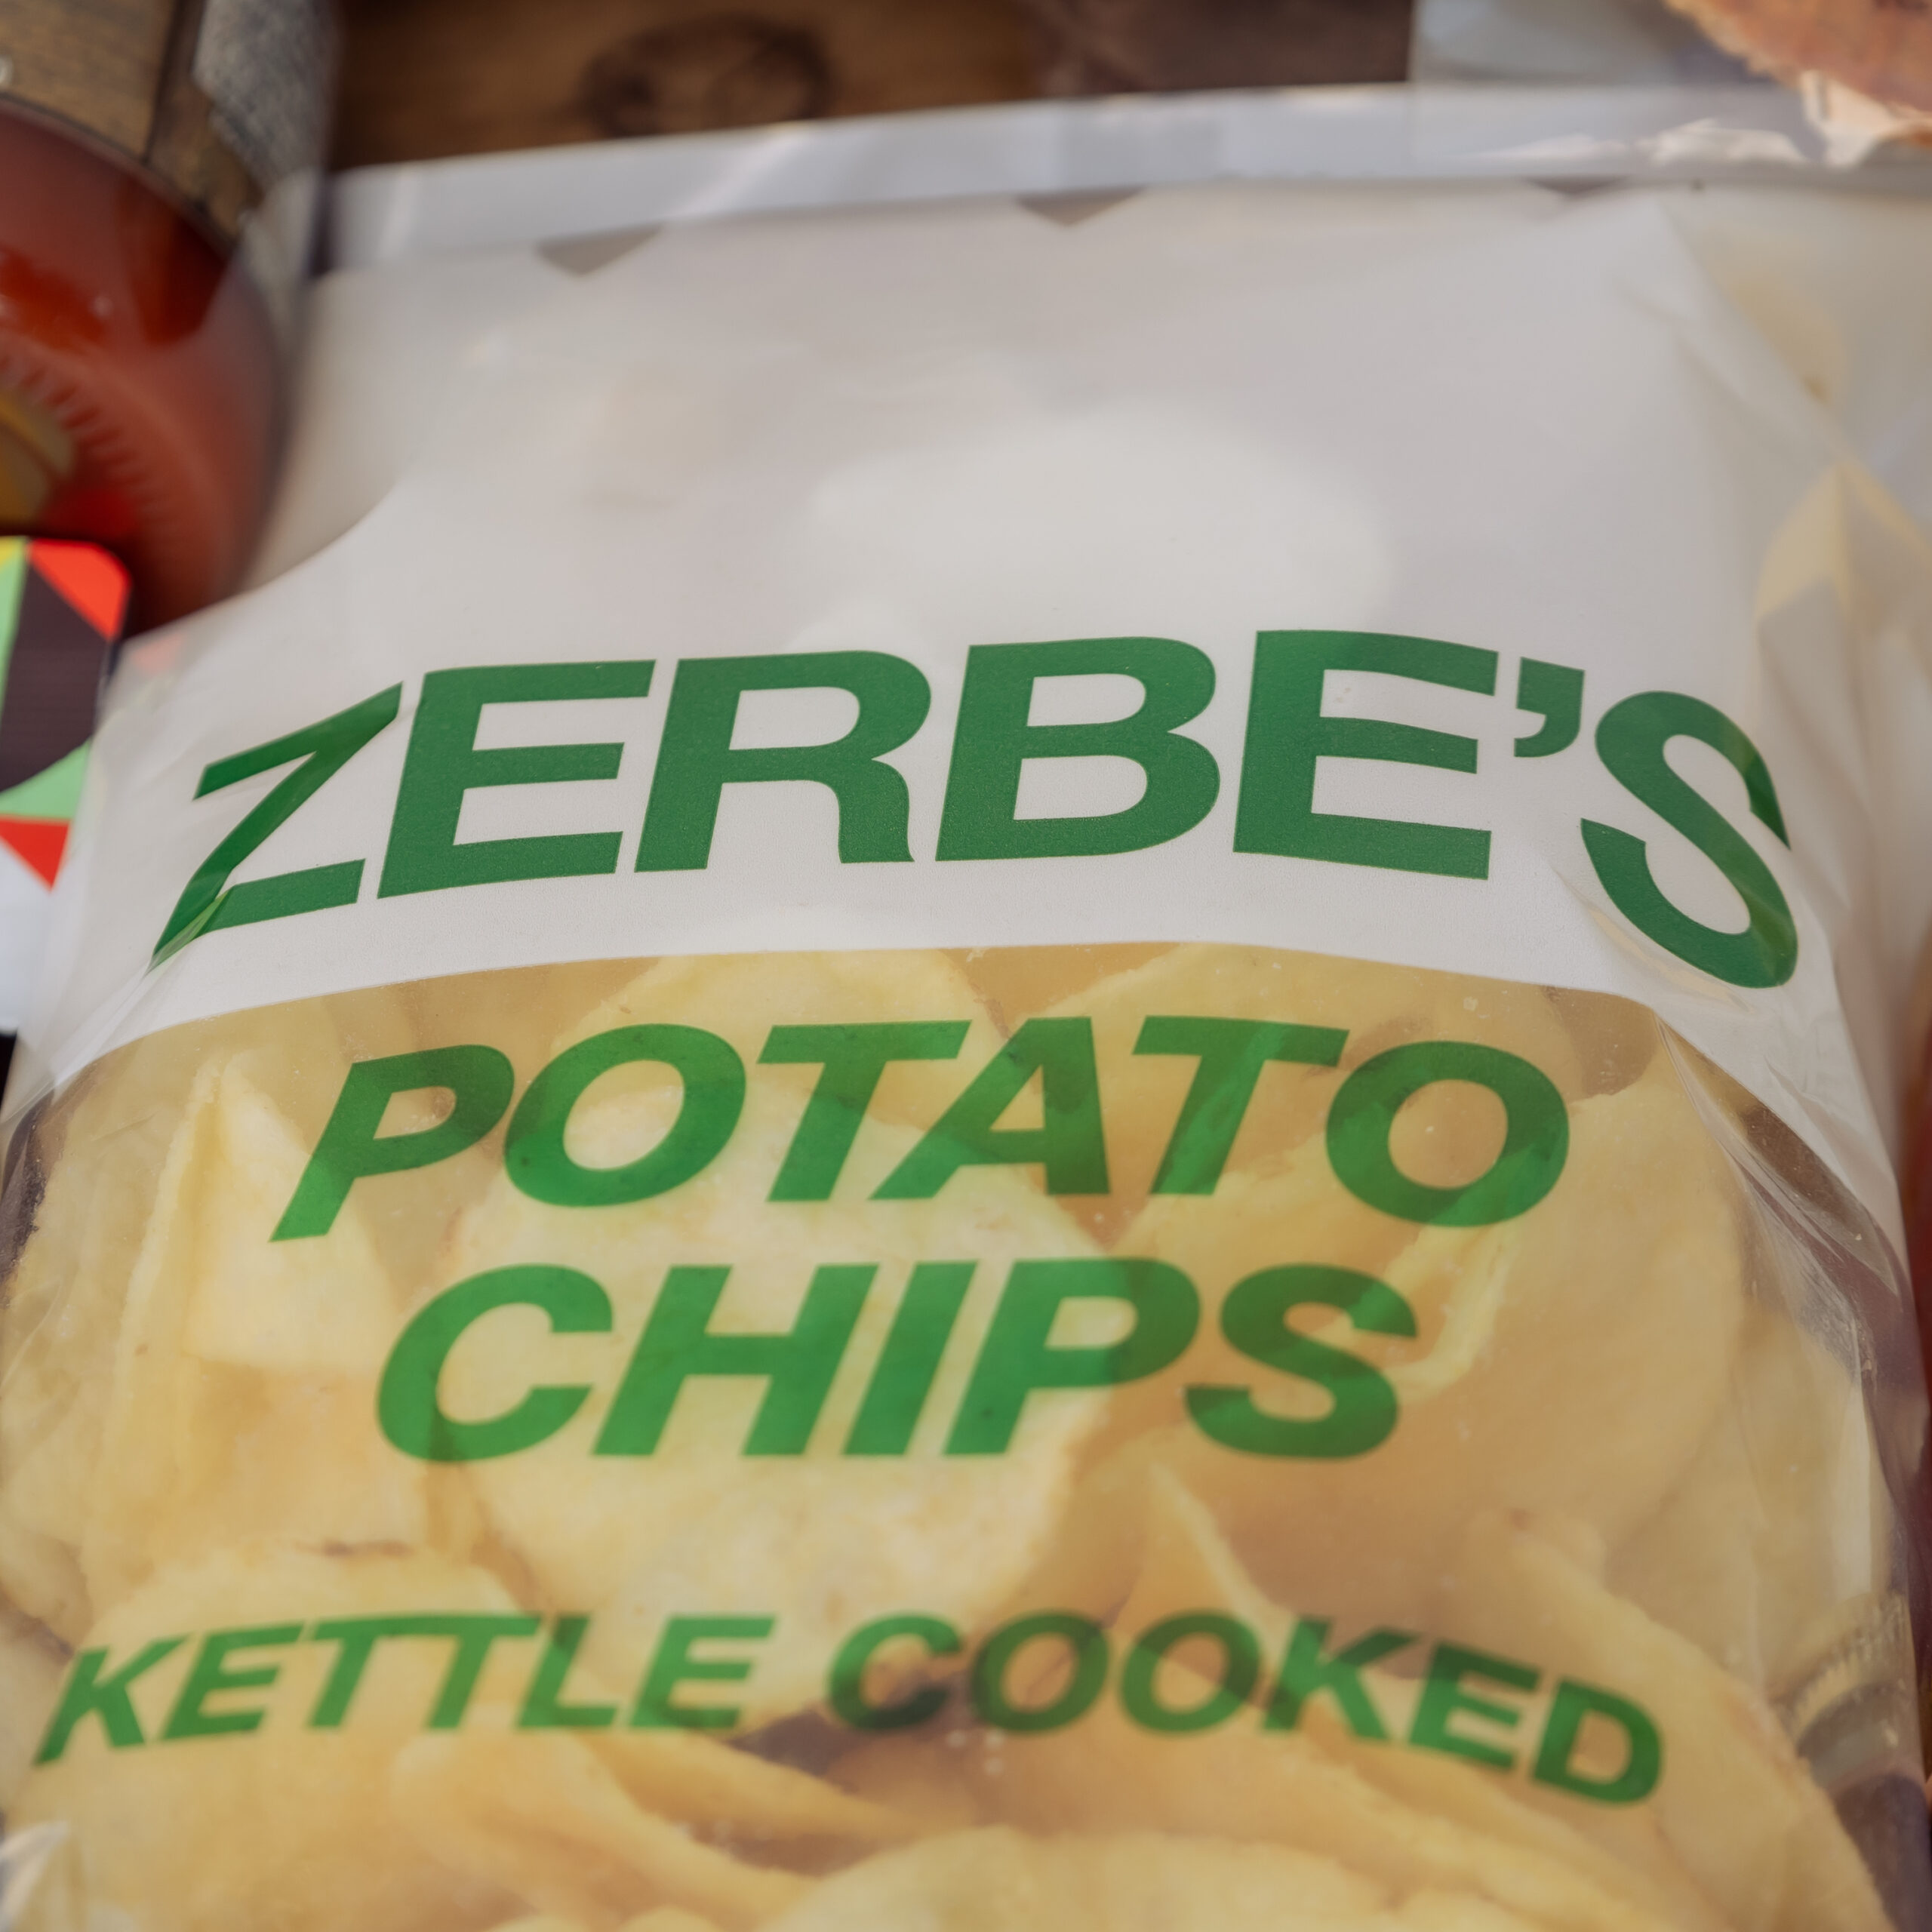 ZERBE'S
POTATO
CHIPS
KETTLE COOKED